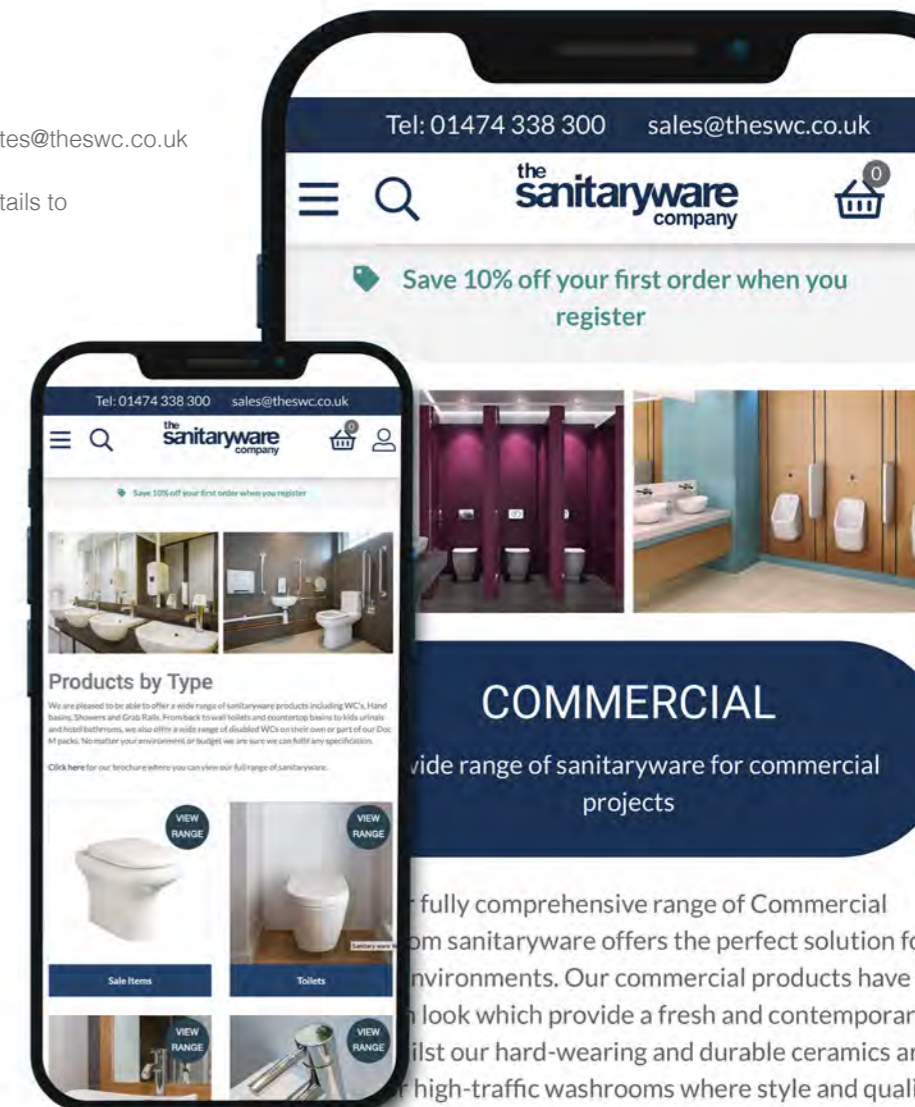 tes@theswc.co.uk
tails to
Tel: 01474 338 300 sales@theswc.co.uk
the
sanitaryware
company
0
Save 10% off your first order when you
register
COMMERCIAL
wide range of sanitaryware for commercial
projects
fully comprehensive range of Commercial
om sanitaryware offers the perfect solution fo
nvironments. Our commercial products have
look which provide a fresh and contemporar
ilst our hard-wearing and durable ceramics ar
high-traffic washrooms where style and quali
Tel: 01474 338 300 sales@theswc.co.uk
the
sanitaryware
company
0
Save 10% off your first order when you register
Products by Type
We are pleased to be able to offer a wide range of sanitaryware products including WC's, Hand
basins, Showers and Grab Rails. From back to wall toilets and countertop basins to kids urinals
and hotel bathrooms, we also offer a wide range of disabled WCs on their own or part of our Doc
M packs. No matter your environment or budget we are sure we can fulfil any specification.
Click here for our brochure where you can view our full range of sanitaryware.
VIEW
RANGE
VIEW
RANGE
Sanitary ware
Sale Items
Toilets
VIEW
RANGE
VIEW
RANGE